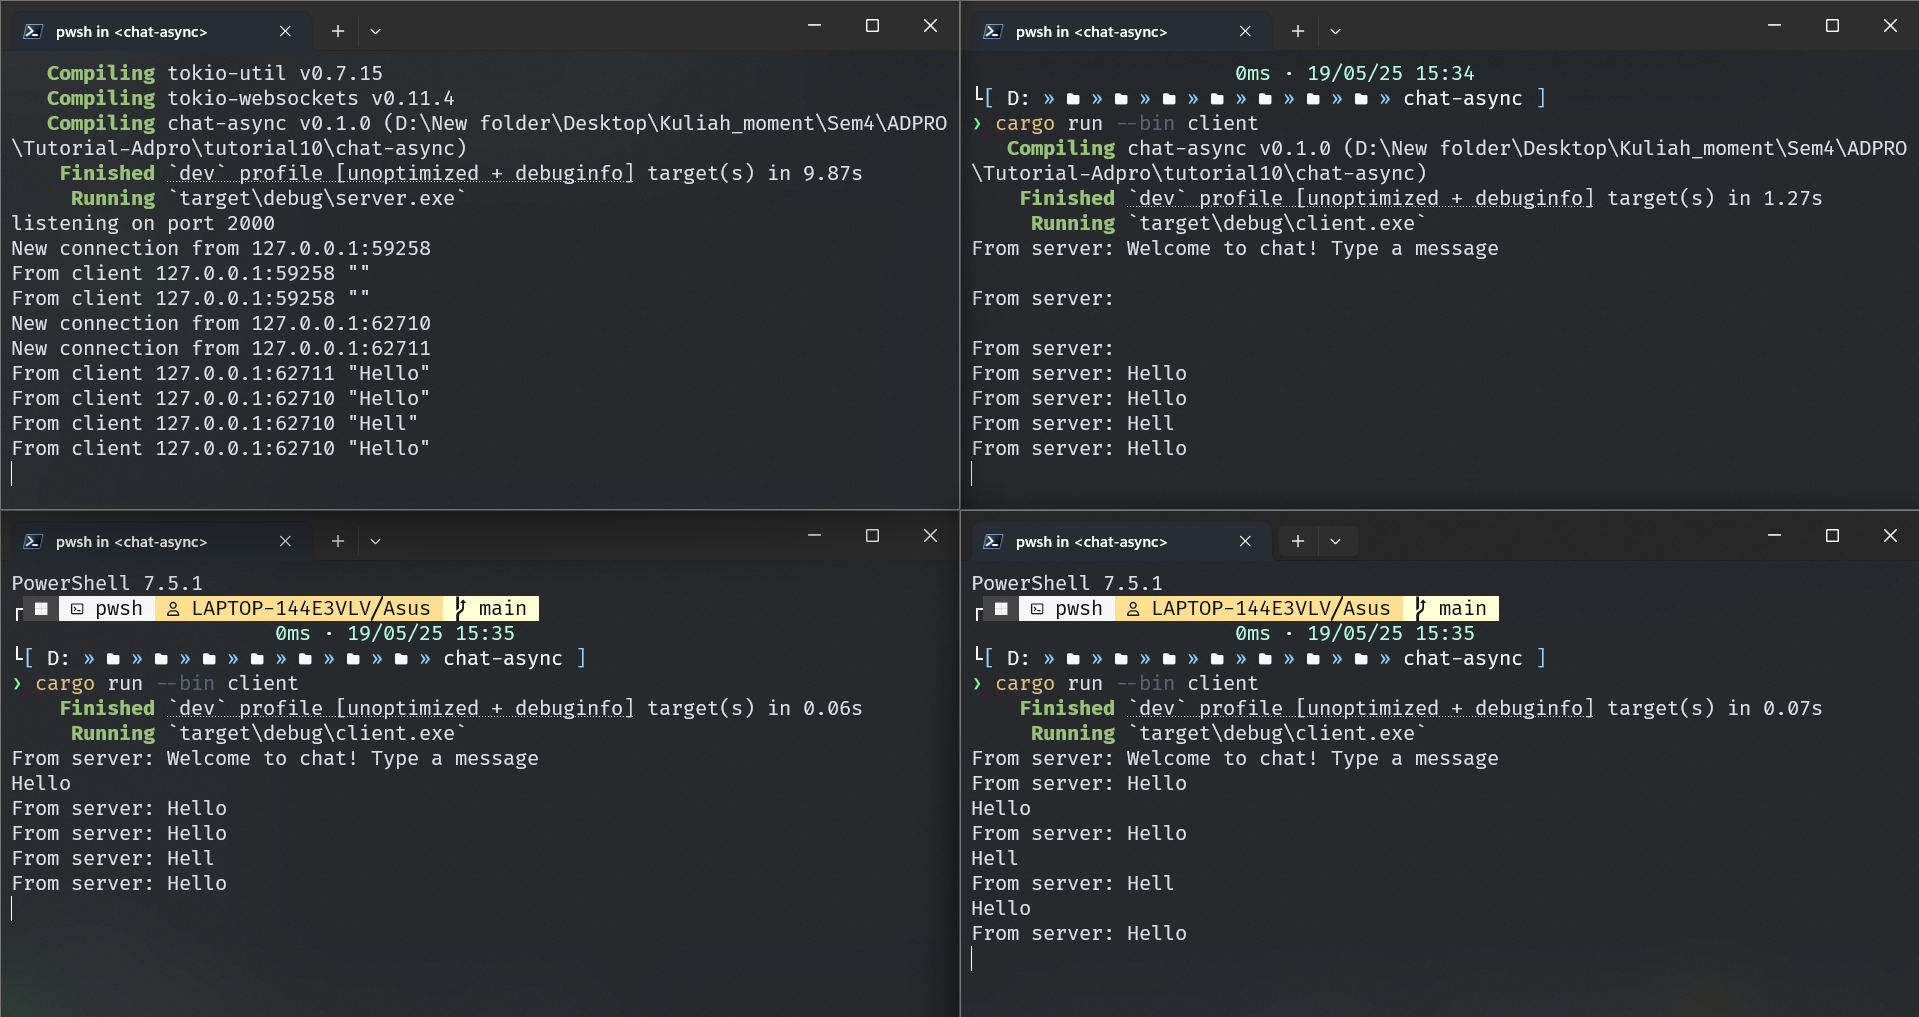 pwsh in <chat-async>
Compiling tokio-util v0.7.15
Compiling tokio-websockets v0.11.4
Compiling chat-async v0.1.0 (D:\New folder\Desktop\Kuliah_moment\Sem4\ADPRO
\Tutorial-Adpro\tutorial10\chat-async)
Finished `dev` profile [unoptimized + debuginfo] target(s) in 9.87s
Running `target\debug\server.exe`
listening on port 2000
New connection from 127.0.0.1:59258
From client 127.0.0.1:59258 ""
From client 127.0.0.1:59258 ""
New connection from 127.0.0.1:62710
New connection from 127.0.0.1:62711
From client 127.0.0.1:62711 "Hello"
From client 127.0.0.1:62710 "Hello"
From client 127.0.0.1:62710 "Hell"
From client 127.0.0.1:62710 "Hello"
pwsh in <chat-async>
0ms · 19/05/25 15:34
└[ D: » » » » » » » » chat-async ]
❯ cargo run --bin client
Compiling chat-async v0.1.0 (D:\New folder\Desktop\Kuliah_moment\Sem4\ADPRO
\Tutorial-Adpro\tutorial10\chat-async)
Finished `dev` profile [unoptimized + debuginfo] target(s) in 1.27s
Running `target\debug\client.exe`
From server: Welcome to chat! Type a message
From server:
From server:
From server: Hello
From server: Hello
From server: Hell
From server: Hello
pwsh in <chat-async>
PowerShell 7.5.1
pwsh LAPTOP-144E3VLV/Asus main
0ms · 19/05/25 15:35
└[ D: » » » » » » » » chat-async ]
❯ cargo run --bin client
Finished `dev` profile [unoptimized + debuginfo] target(s) in 0.06s
Running `target\debug\client.exe`
From server: Welcome to chat! Type a message
Hello
From server: Hello
From server: Hello
From server: Hell
From server: Hello
pwsh in <chat-async>
PowerShell 7.5.1
pwsh LAPTOP-144E3VLV/Asus main
0ms · 19/05/25 15:35
└[ D: » » » » » » » » chat-async ]
❯ cargo run --bin client
Finished `dev` profile [unoptimized + debuginfo] target(s) in 0.07s
Running `target\debug\client.exe`
From server: Welcome to chat! Type a message
From server: Hello
Hello
From server: Hello
Hell
From server: Hell
Hello
From server: Hello